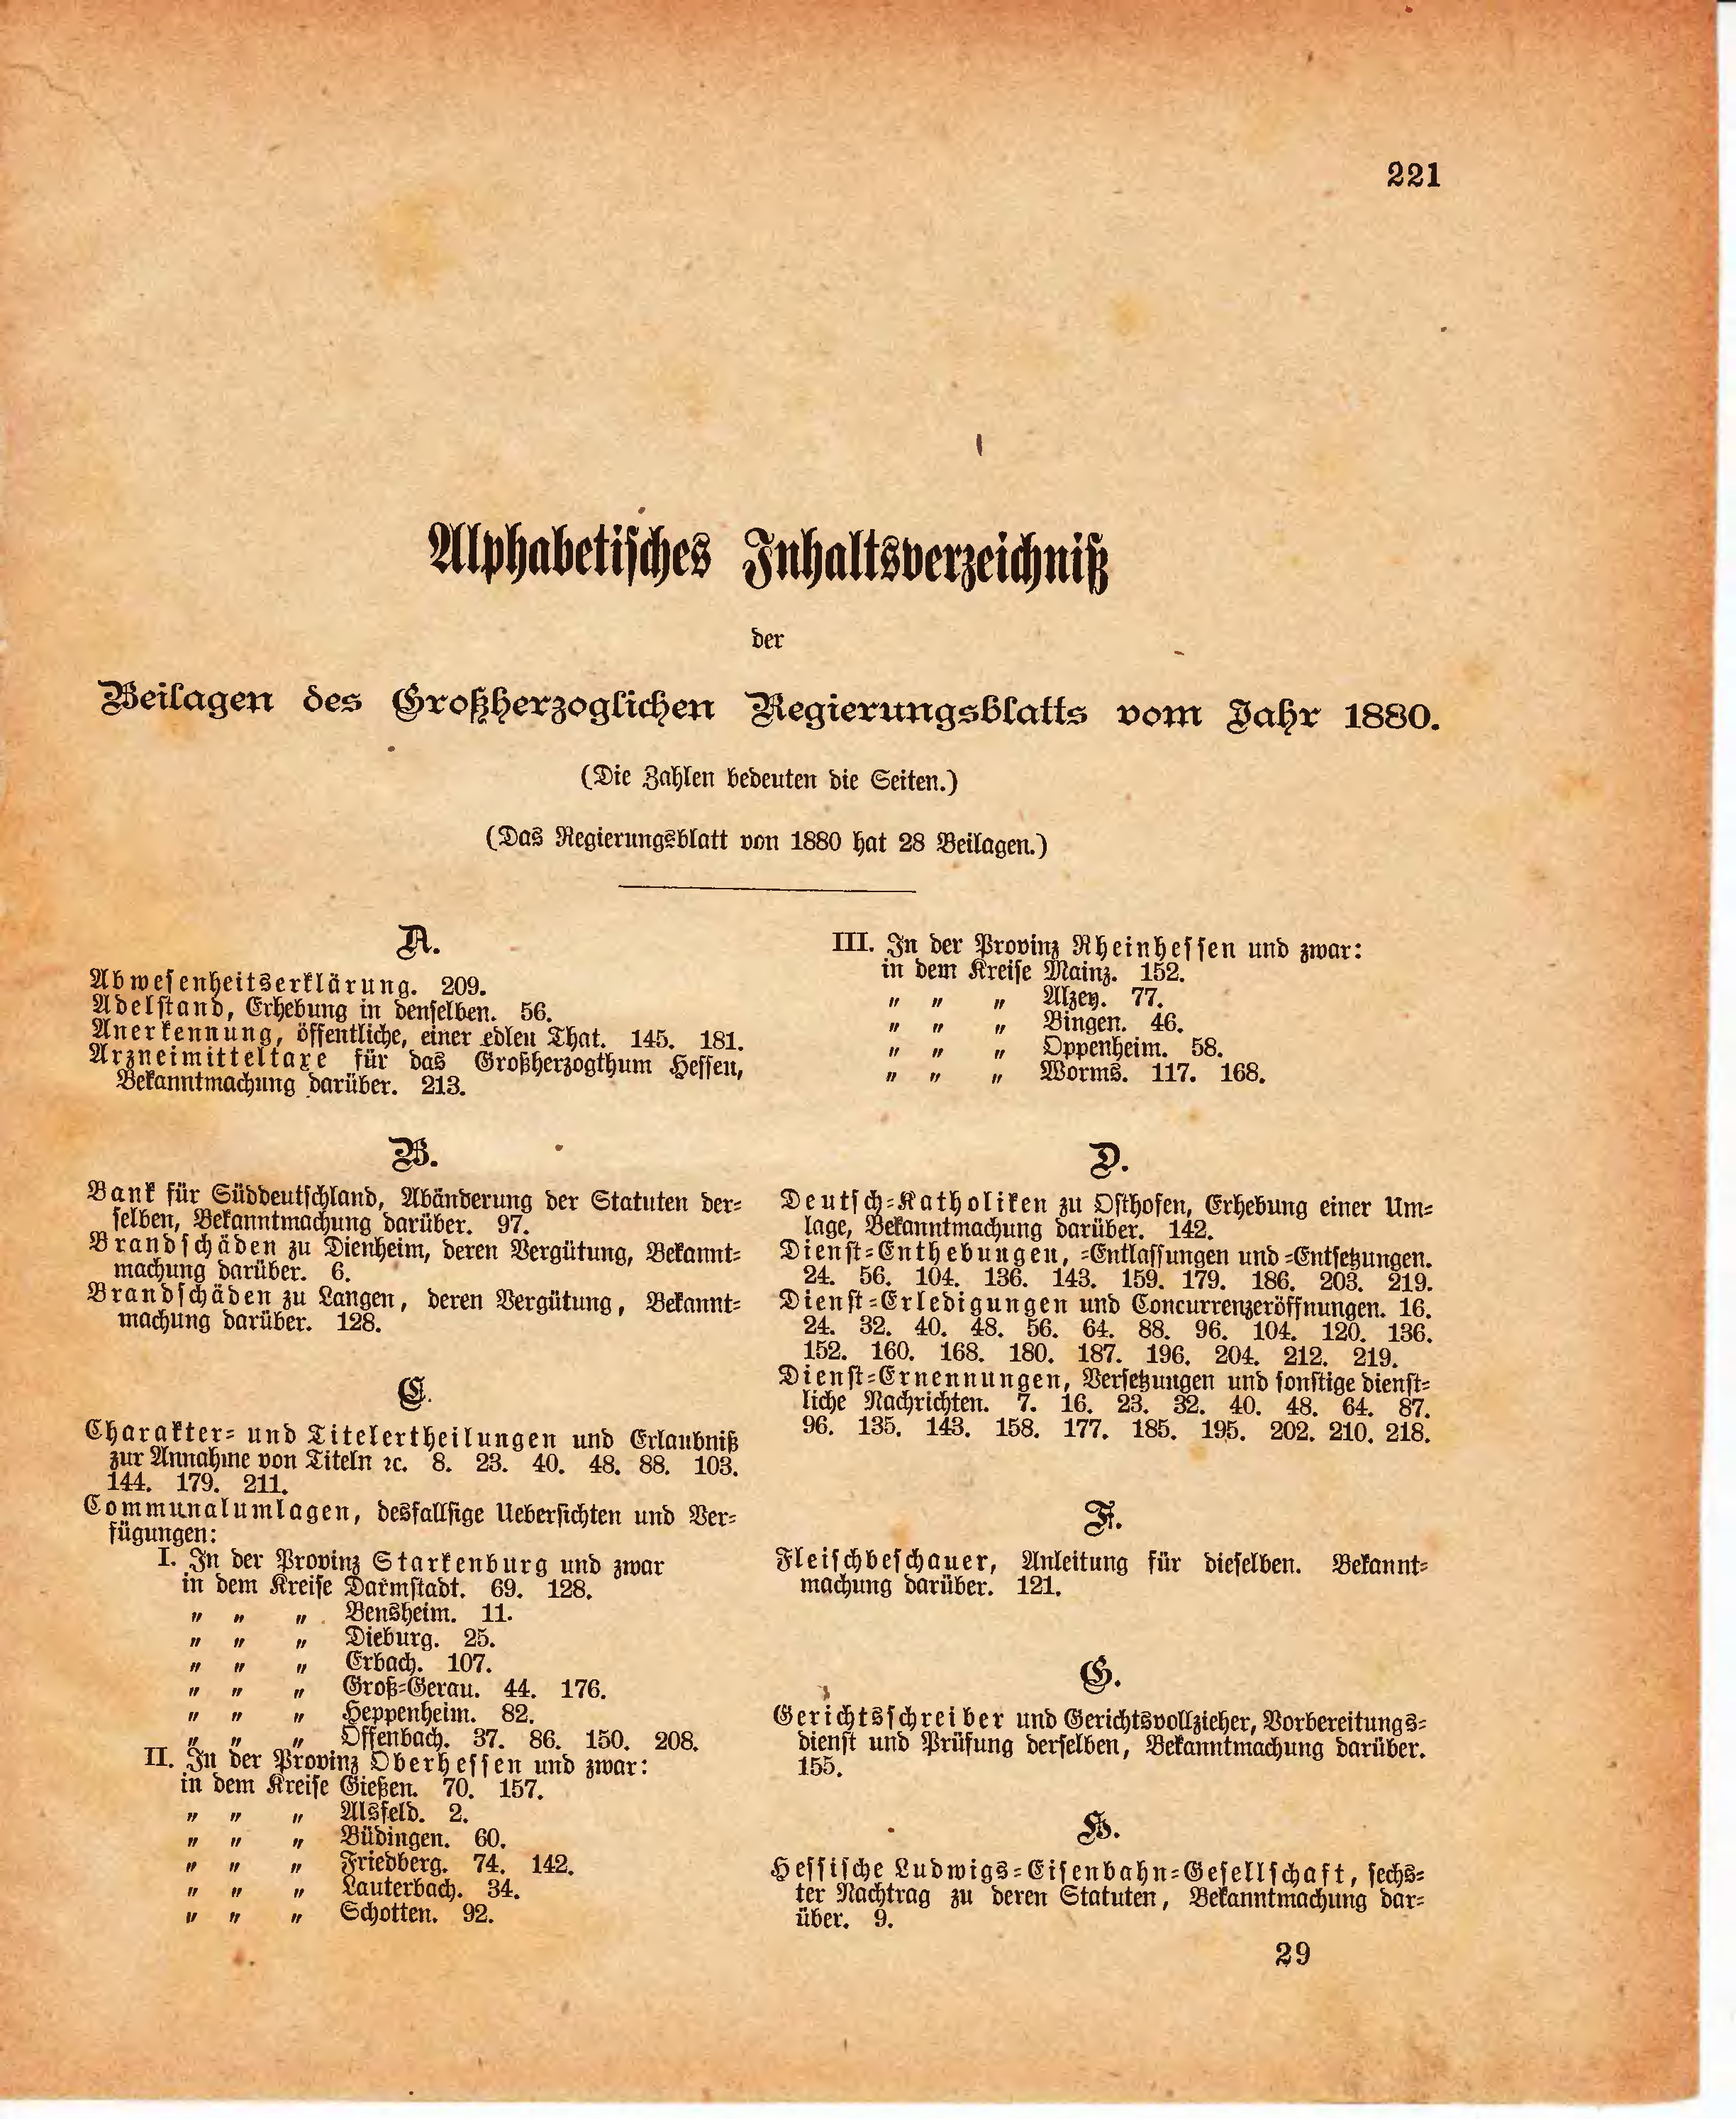 221
Alphabetisches Inhaltsverzeichniß
der
Beilagen des Großherzoglichen Regierungsblatts vom Jahr 1880.
(Die Zahlen bedeuten die Seiten.)
(Das Regierungsblatt von 1880 hat 28 Beilagen.)
A.
Abwesenheitserklärung. 209.
Adelstand, Erhebung in denselben. 56.
Anerkennung, öffentliche, einer edlen That. 145. 181.
Arzneimitteltaxe für das Großherzogthum Hessen,
Bekanntmachung darüber. 213.
B.
Bank für Süddeutschland, Abänderung der Statuten der-
selben, Bekanntmachung darüber. 97.
Brandschäden zu Dienheim, deren Vergütung, Bekannt-
machung darüber. 6.
Brandschäden zu Langen, deren Vergütung, Bekannt-
machung darüber. 128.
C.
Charakter- und Titelertheilungen und Erlaubniß
zur Annahme von Titeln ꝛc. 8. 23. 40. 48. 88. 103.
144. 179. 211.
Communalumlagen, desfallsige Uebersichten und Ver-
fügungen:
I. In der Provinz Starkenburg und zwar
in dem Kreise Darmstadt. 69. 128.
" " " Bensheim. 11.
" " " Dieburg. 25.
" " " Erbach. 107.
" " " Groß-Gerau. 44. 176.
" " " Heppenheim. 82.
" " " Offenbach. 37. 86. 150. 208.
II. In der Provinz Oberhessen und zwar:
in dem Kreise Gießen. 70. 157.
" " " Alsfeld. 2.
" " " Büdingen. 60.
" " " Friedberg. 74. 142.
" " " Lauterbach. 34.
" " " Schotten. 92.
III. In der Provinz Rheinhessen und zwar:
in dem Kreise Mainz. 152.
" " " Alzey. 77.
" " " Bingen. 46.
" " " Oppenheim. 58.
" " " Worms. 117. 168.
D.
Deutsch-Katholiken zu Osthofen, Erhebung einer Um-
lage, Bekanntmachung darüber. 142.
Dienst-Enthebungen, -Entlassungen und -Entsetzungen.
24. 56. 104. 136. 143. 159. 179. 186. 203. 219.
Dienst-Erledigungen und Concurrenzeröffnungen. 16.
24. 32. 40. 48. 56. 64. 88. 96. 104. 120. 136.
152. 160. 168. 180. 187. 196. 204. 212. 219.
Dienst-Ernennungen, Versetzungen und sonstige dienst-
liche Nachrichten. 7. 16. 23. 32. 40. 48. 64. 87.
96. 135. 143. 158. 177. 185. 195. 202. 210. 218.
F.
Fleischbeschauer, Anleitung für dieselben. Bekannt-
machung darüber. 121.
G.
Gerichtsschreiber und Gerichtsvollzieher, Vorbereitungs-
dienst und Prüfung derselben, Bekanntmachung darüber.
155.
H.
Hessische Ludwigs-Eisenbahn-Gesellschaft, sechs-
ter Nachtrag zu deren Statuten, Bekanntmachung dar-
über. 9.
29